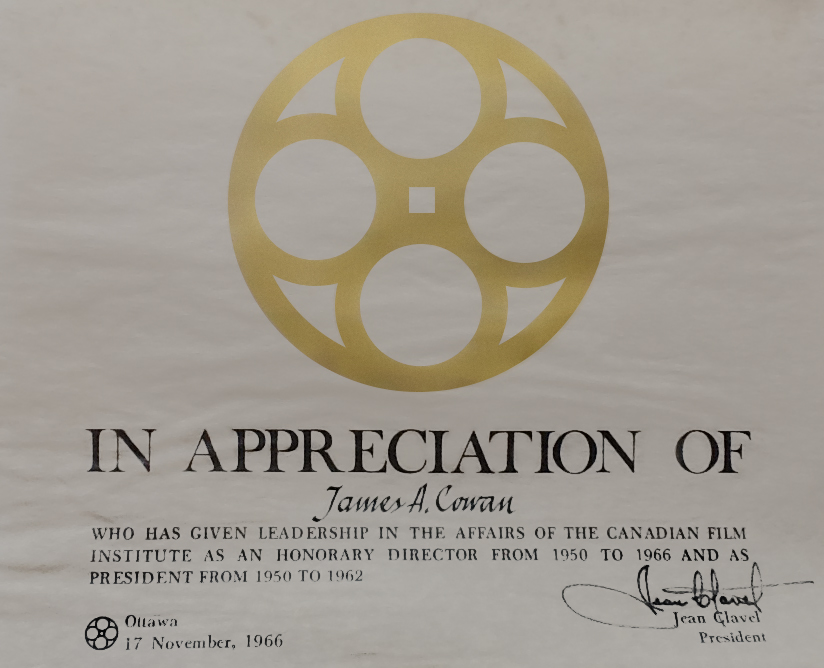 IN APPRECIATION OF
James A. Cowan
WHO HAS GIVEN LEADERSHIP IN THE AFFAIRS OF THE CANADIAN FILM
INSTITUTE AS AN HONORARY DIRECTOR FROM 1950 TO 1966 AND AS
PRESIDENT FROM 1950 TO 1962
Jean Clavel
Jean Clavel
President
Ottawa
17 November, 1966